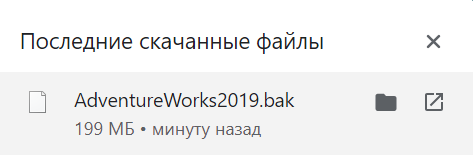 Последние скачанные файлы
AdventureWorks2019.bak
199 МБ • минуту назад